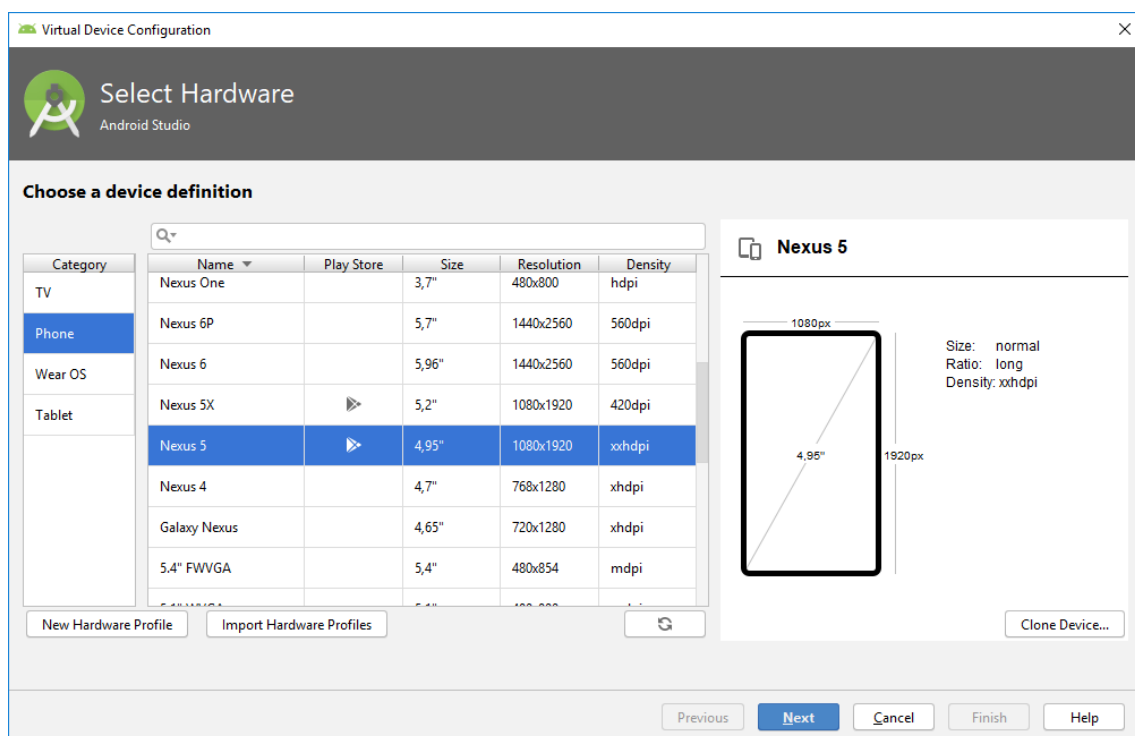 Virtual Device Configuration
Select Hardware
Android Studio
Choose a device definition
Category
TV
Phone
Wear OS
Tablet
Name Play Store Size Resolution Density
Nexus One 3,7" 480x800 hdpi
Nexus 6P 5,7" 1440x2560 560dpi
Nexus 6 5,96" 1440x2560 560dpi
Nexus 5X 5,2" 1080x1920 420dpi
Nexus 5 4,95" 1080x1920 xxhdpi
Nexus 4 4,7" 768x1280 xhdpi
Galaxy Nexus 4,65" 720x1280 xhdpi
5.4" FWVGA 5,4" 480x854 mdpi
New Hardware Profile Import Hardware Profiles
Nexus 5
1080px
4,95"
1920px
Size: normal
Ratio: long
Density: xxhdpi
Clone Device...
Previous Next Cancel Finish Help